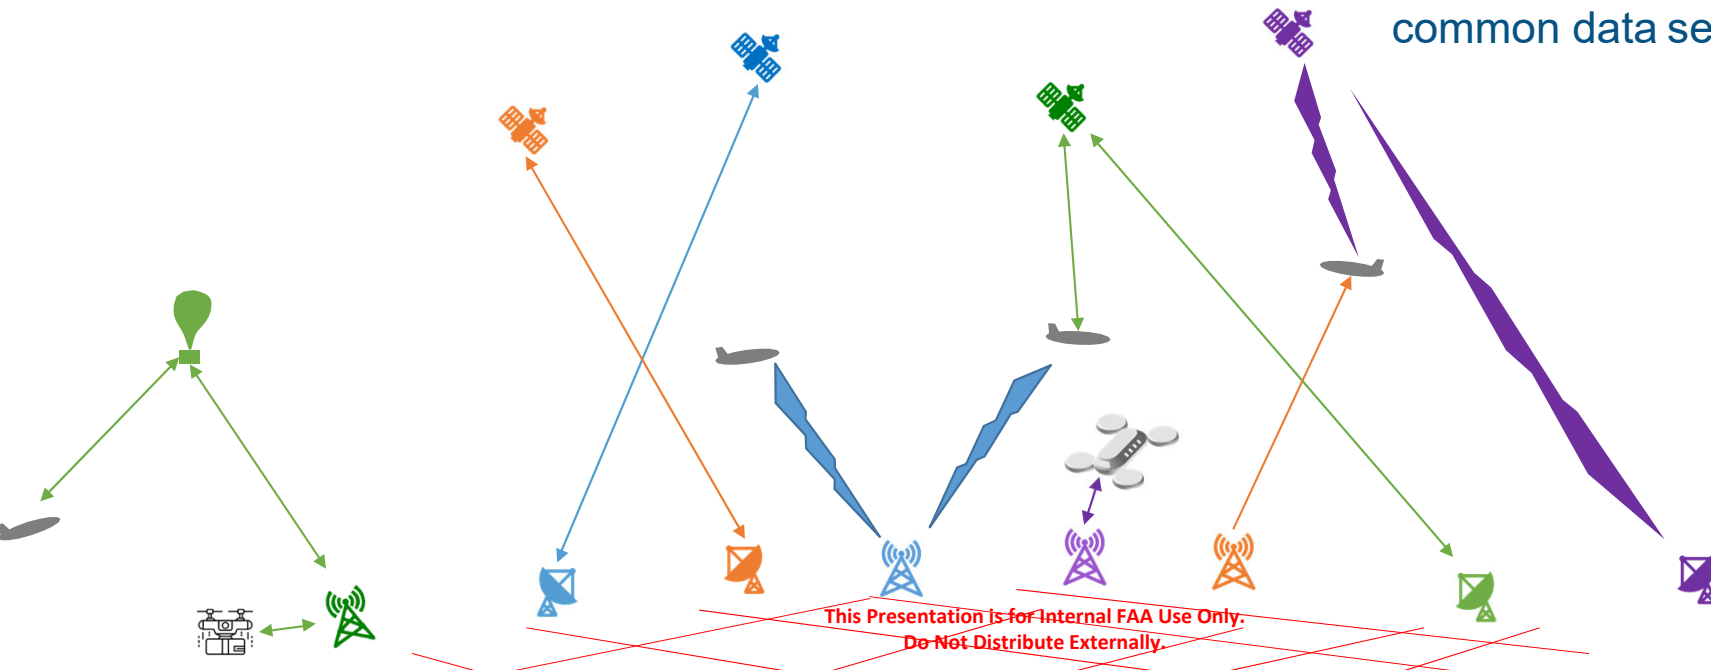 common data se
This Presentation is for Internal FAA Use Only.
Do Not Distribute Externally.